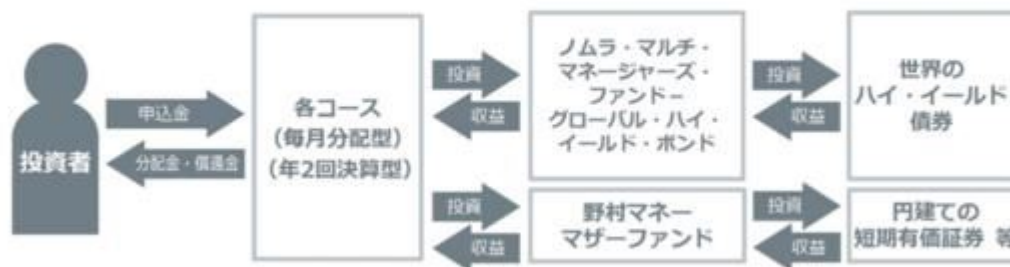 投資者
申込金
分配金・償還金
各コース
(毎月分配型)
(年2回決算型)
投資
収益
ノムラ・マルチ・
マネージャーズ・
ファンド－
グローバル・ハイ・
イールド・ボンド
投資
収益
世界の
ハイ・イールド
債券
投資
収益
野村マネー
マザーファンド
投資
収益
円建ての
短期有価証券 等